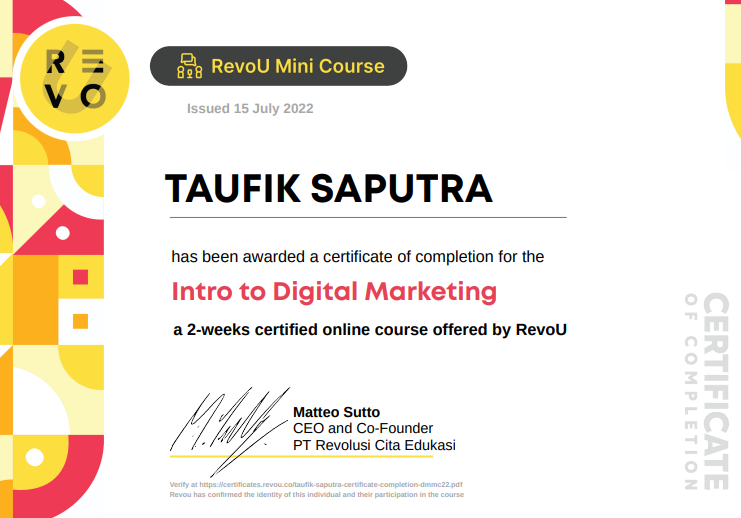 REVO
RevoU Mini Course
Issued 15 July 2022
TAUFIK SAPUTRA
has been awarded a certificate of completion for the
Intro to Digital Marketing
a 2-weeks certified online course offered by RevoU
Matteo Sutto
CEO and Co-Founder
PT Revolusi Cita Edukasi
Verify at https://certificates.revou.co/taufik-saputra-certificate-completion-dmmc22.pdf
Revou has confirmed the identity of this individual and their participation in the course
CERTIFICATE
OF COMPLETION